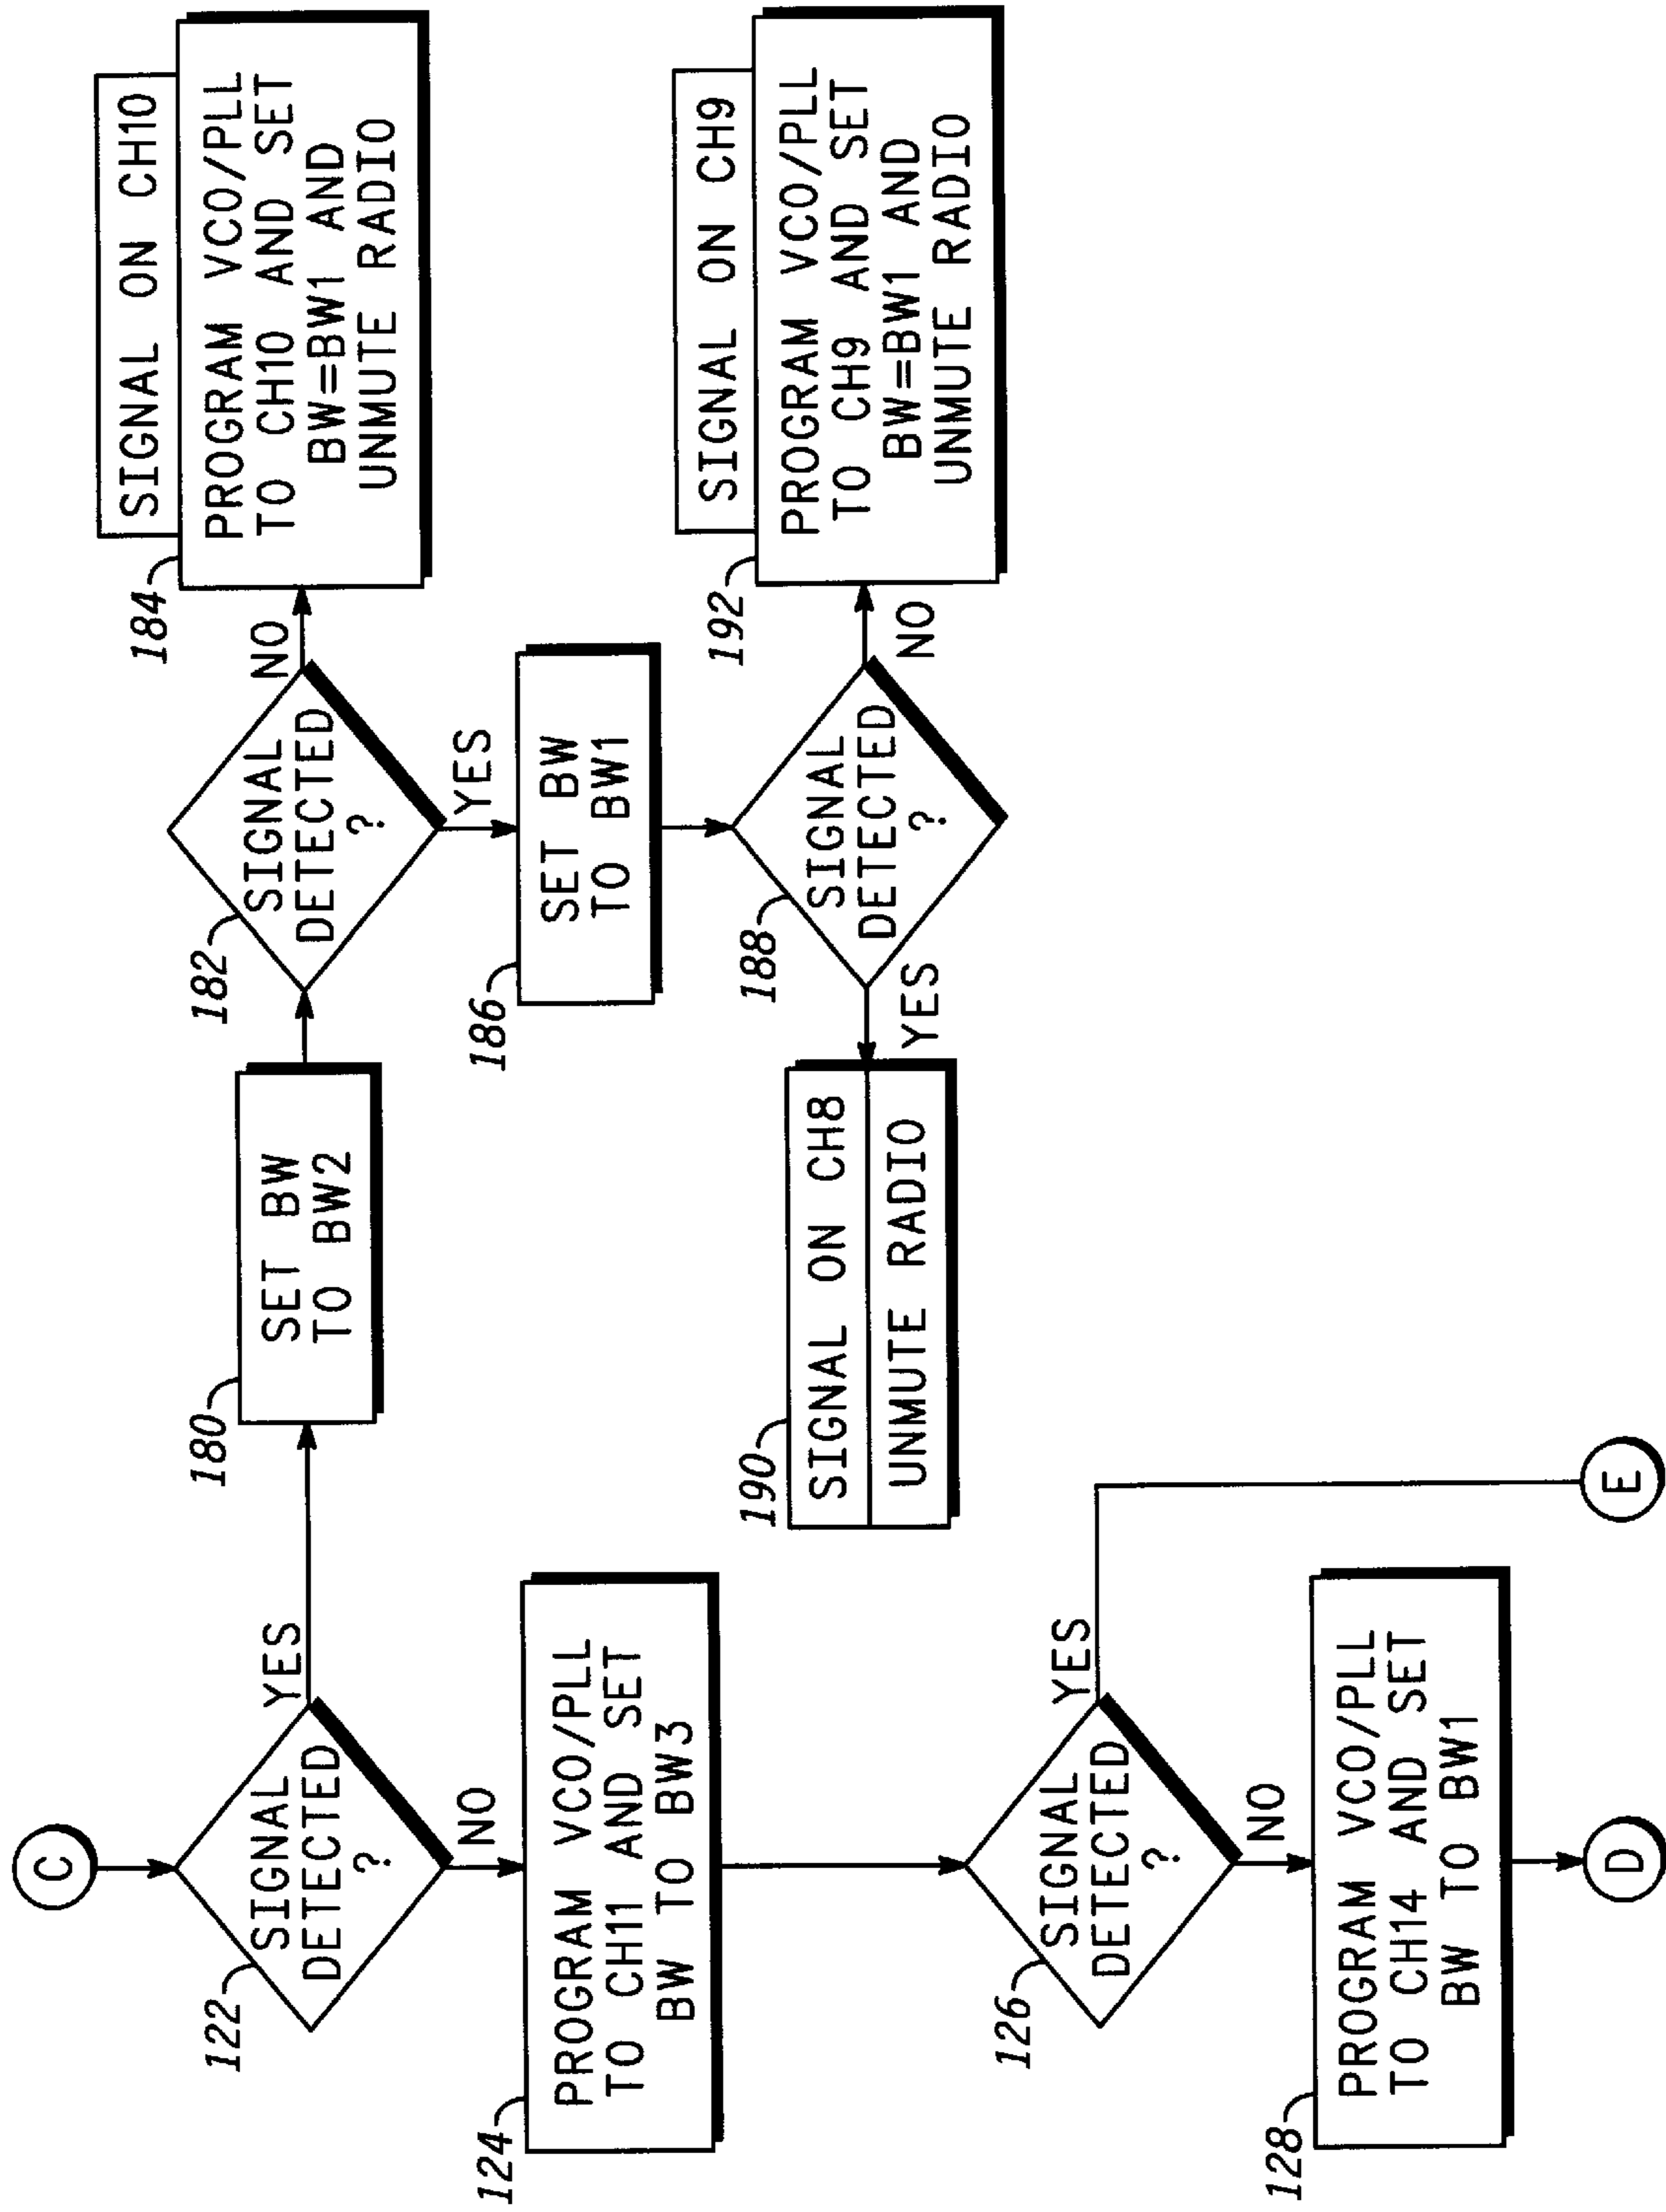 C
122
SIGNAL
DETECTED
?
YES
NO
180
SET BW
TO BW2
182
SIGNAL
DETECTED
?
NO
YES
184
SIGNAL ON CH10
PROGRAM VCO/PLL
TO CH10 AND SET
BW=BW1 AND
UNMUTE RADIO
124
PROGRAM VCO/PLL
TO CH11 AND SET
BW TO BW3
186
SET BW
TO BW1
188
SIGNAL
DETECTED
?
YES
NO
190
SIGNAL ON CH8
UNMUTE RADIO
192
SIGNAL ON CH9
PROGRAM VCO/PLL
TO CH9 AND SET
BW=BW1 AND
UNMUTE RADIO
126
SIGNAL
DETECTED
?
YES
NO
128
PROGRAM VCO/PLL
TO CH14 AND SET
BW TO BW1
D
E